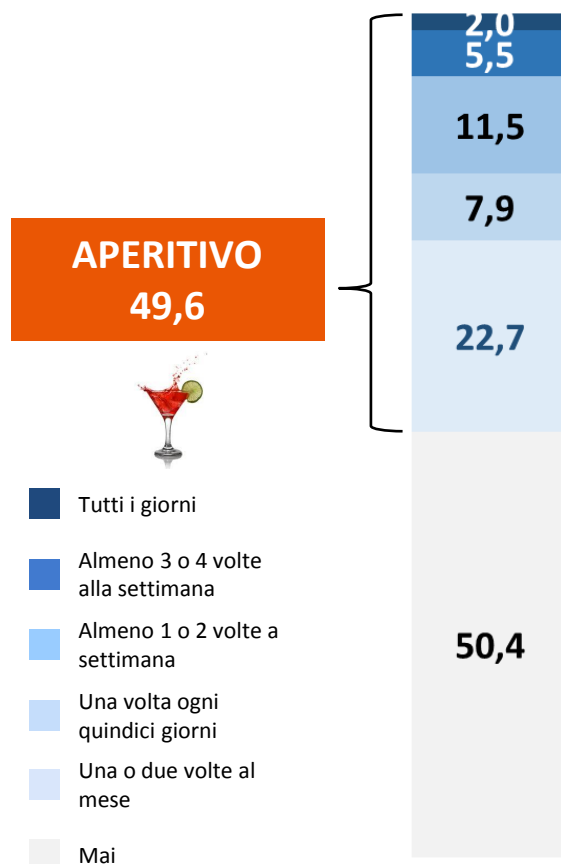 2,0
5,5
11,5
7,9
APERITIVO
49,6
22,7
Tutti i giorni
Almeno 3 o 4 volte
alla settimana
Almeno 1 o 2 volte a
settimana
50,4
Una volta ogni
quindici giorni
Una o due volte al
mese
Mai